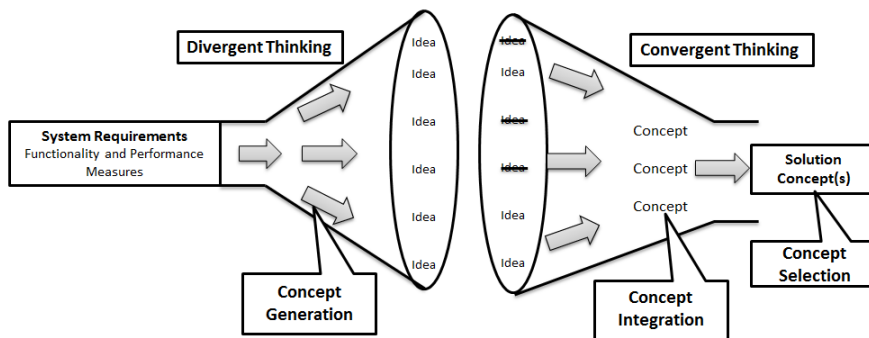 Divergent Thinking
Convergent Thinking
System Requirements
Functionality and Performance
Measures
Idea
Idea
Idea
Idea
Idea
Idea
Idea
Idea
Idea
Idea
Idea
Idea
Concept
Concept
Concept
Solution
Concept(s)
Concept
Generation
Concept
Integration
Concept
Selection